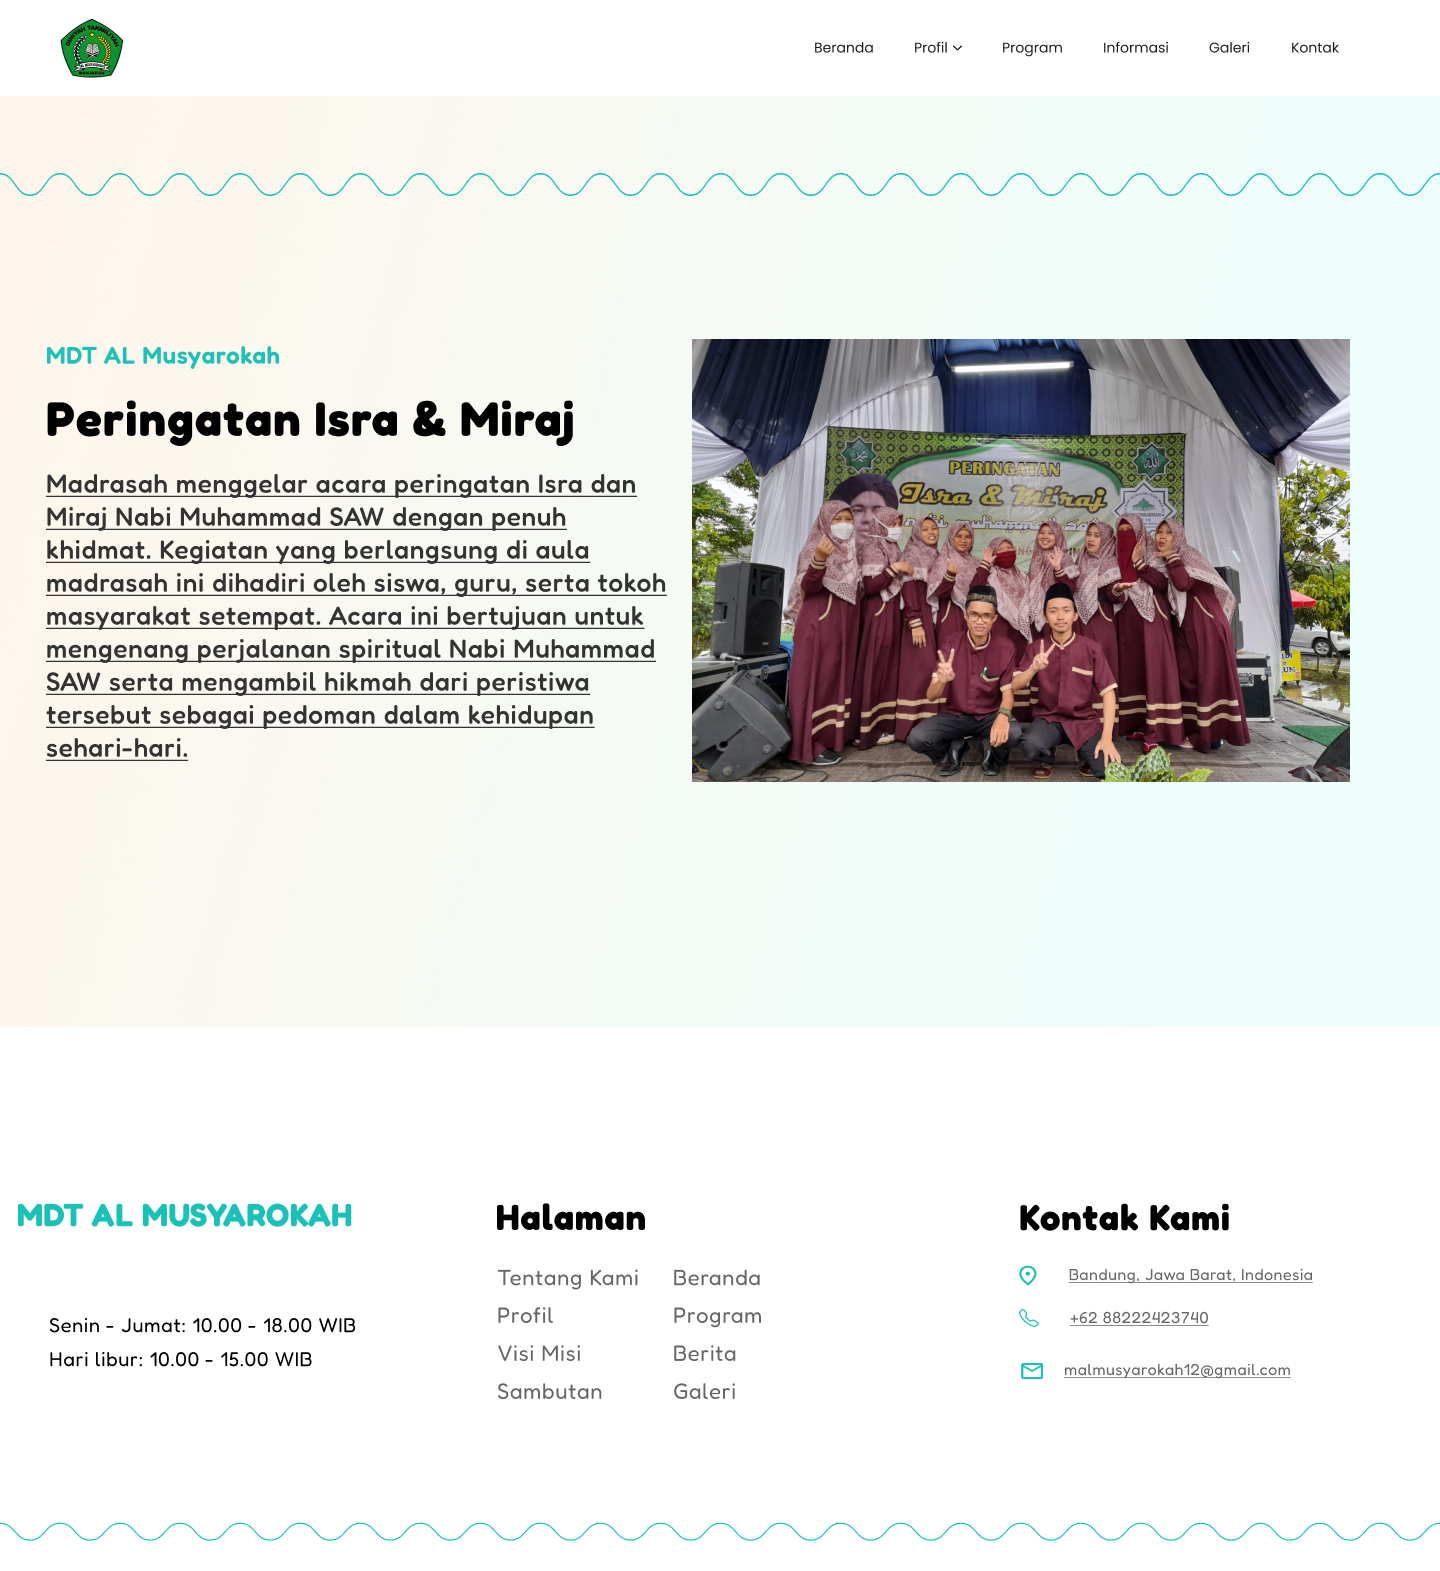 DINIYAH TAKMILIYAH
BANJARAN
Beranda
Profil
Program
Informasi
Galeri
Kontak
MDT AL Musyarokah
Peringatan Isra & Miraj
Madrasah menggelar acara peringatan Isra dan
Miraj Nabi Muhammad SAW dengan penuh
khidmat. Kegiatan yang berlangsung di aula
madrasah ini dihadiri oleh siswa, guru, serta tokoh
masyarakat setempat. Acara ini bertujuan untuk
mengenang perjalanan spiritual Nabi Muhammad
SAW serta mengambil hikmah dari peristiwa
tersebut sebagai pedoman dalam kehidupan
sehari-hari.
PERINGATAN
Isra & Mi'raj
MDT AL MUSYAROKAH
Senin - Jumat: 10.00 - 18.00 WIB
Hari libur: 10.00 - 15.00 WIB
Halaman
Tentang Kami
Beranda
Profil
Program
Visi Misi
Berita
Sambutan
Galeri
Kontak Kami
Bandung, Jawa Barat, Indonesia
+62 88222423740
malmusyarokah12@gmail.com